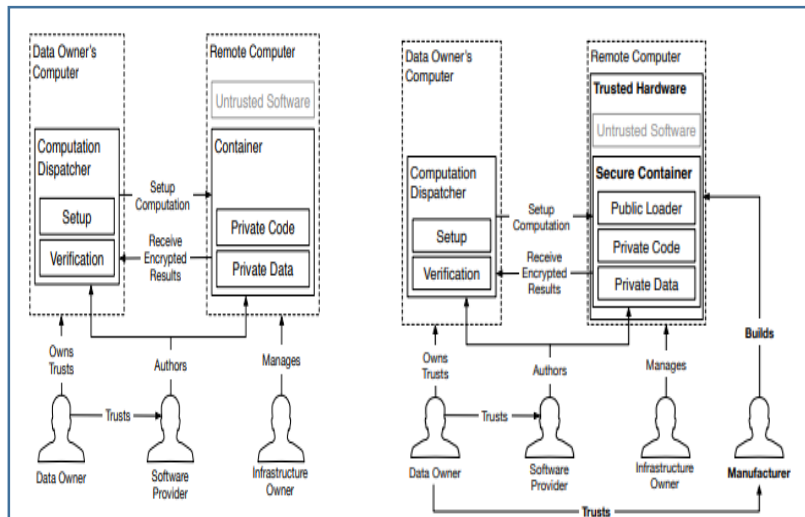 Data Owner's
Computer
Remote Computer
Untrusted Software
Computation
Dispatcher
Setup
Verification
Container
Private Code
Private Data
Setup
Computation
Receive
Encrypted
Results
Owns
Trusts
Authors
Manages
Trusts
Data Owner
Software
Provider
Infrastructure
Owner
Data Owner's
Computer
Remote Computer
Trusted Hardware
Untrusted Software
Computation
Dispatcher
Setup
Verification
Secure Container
Public Loader
Private Code
Private Data
Setup
Computation
Receive
Encrypted
Results
Owns
Trusts
Authors
Manages
Builds
Trusts
Data Owner
Software
Provider
Infrastructure
Owner
Manufacturer
Trusts